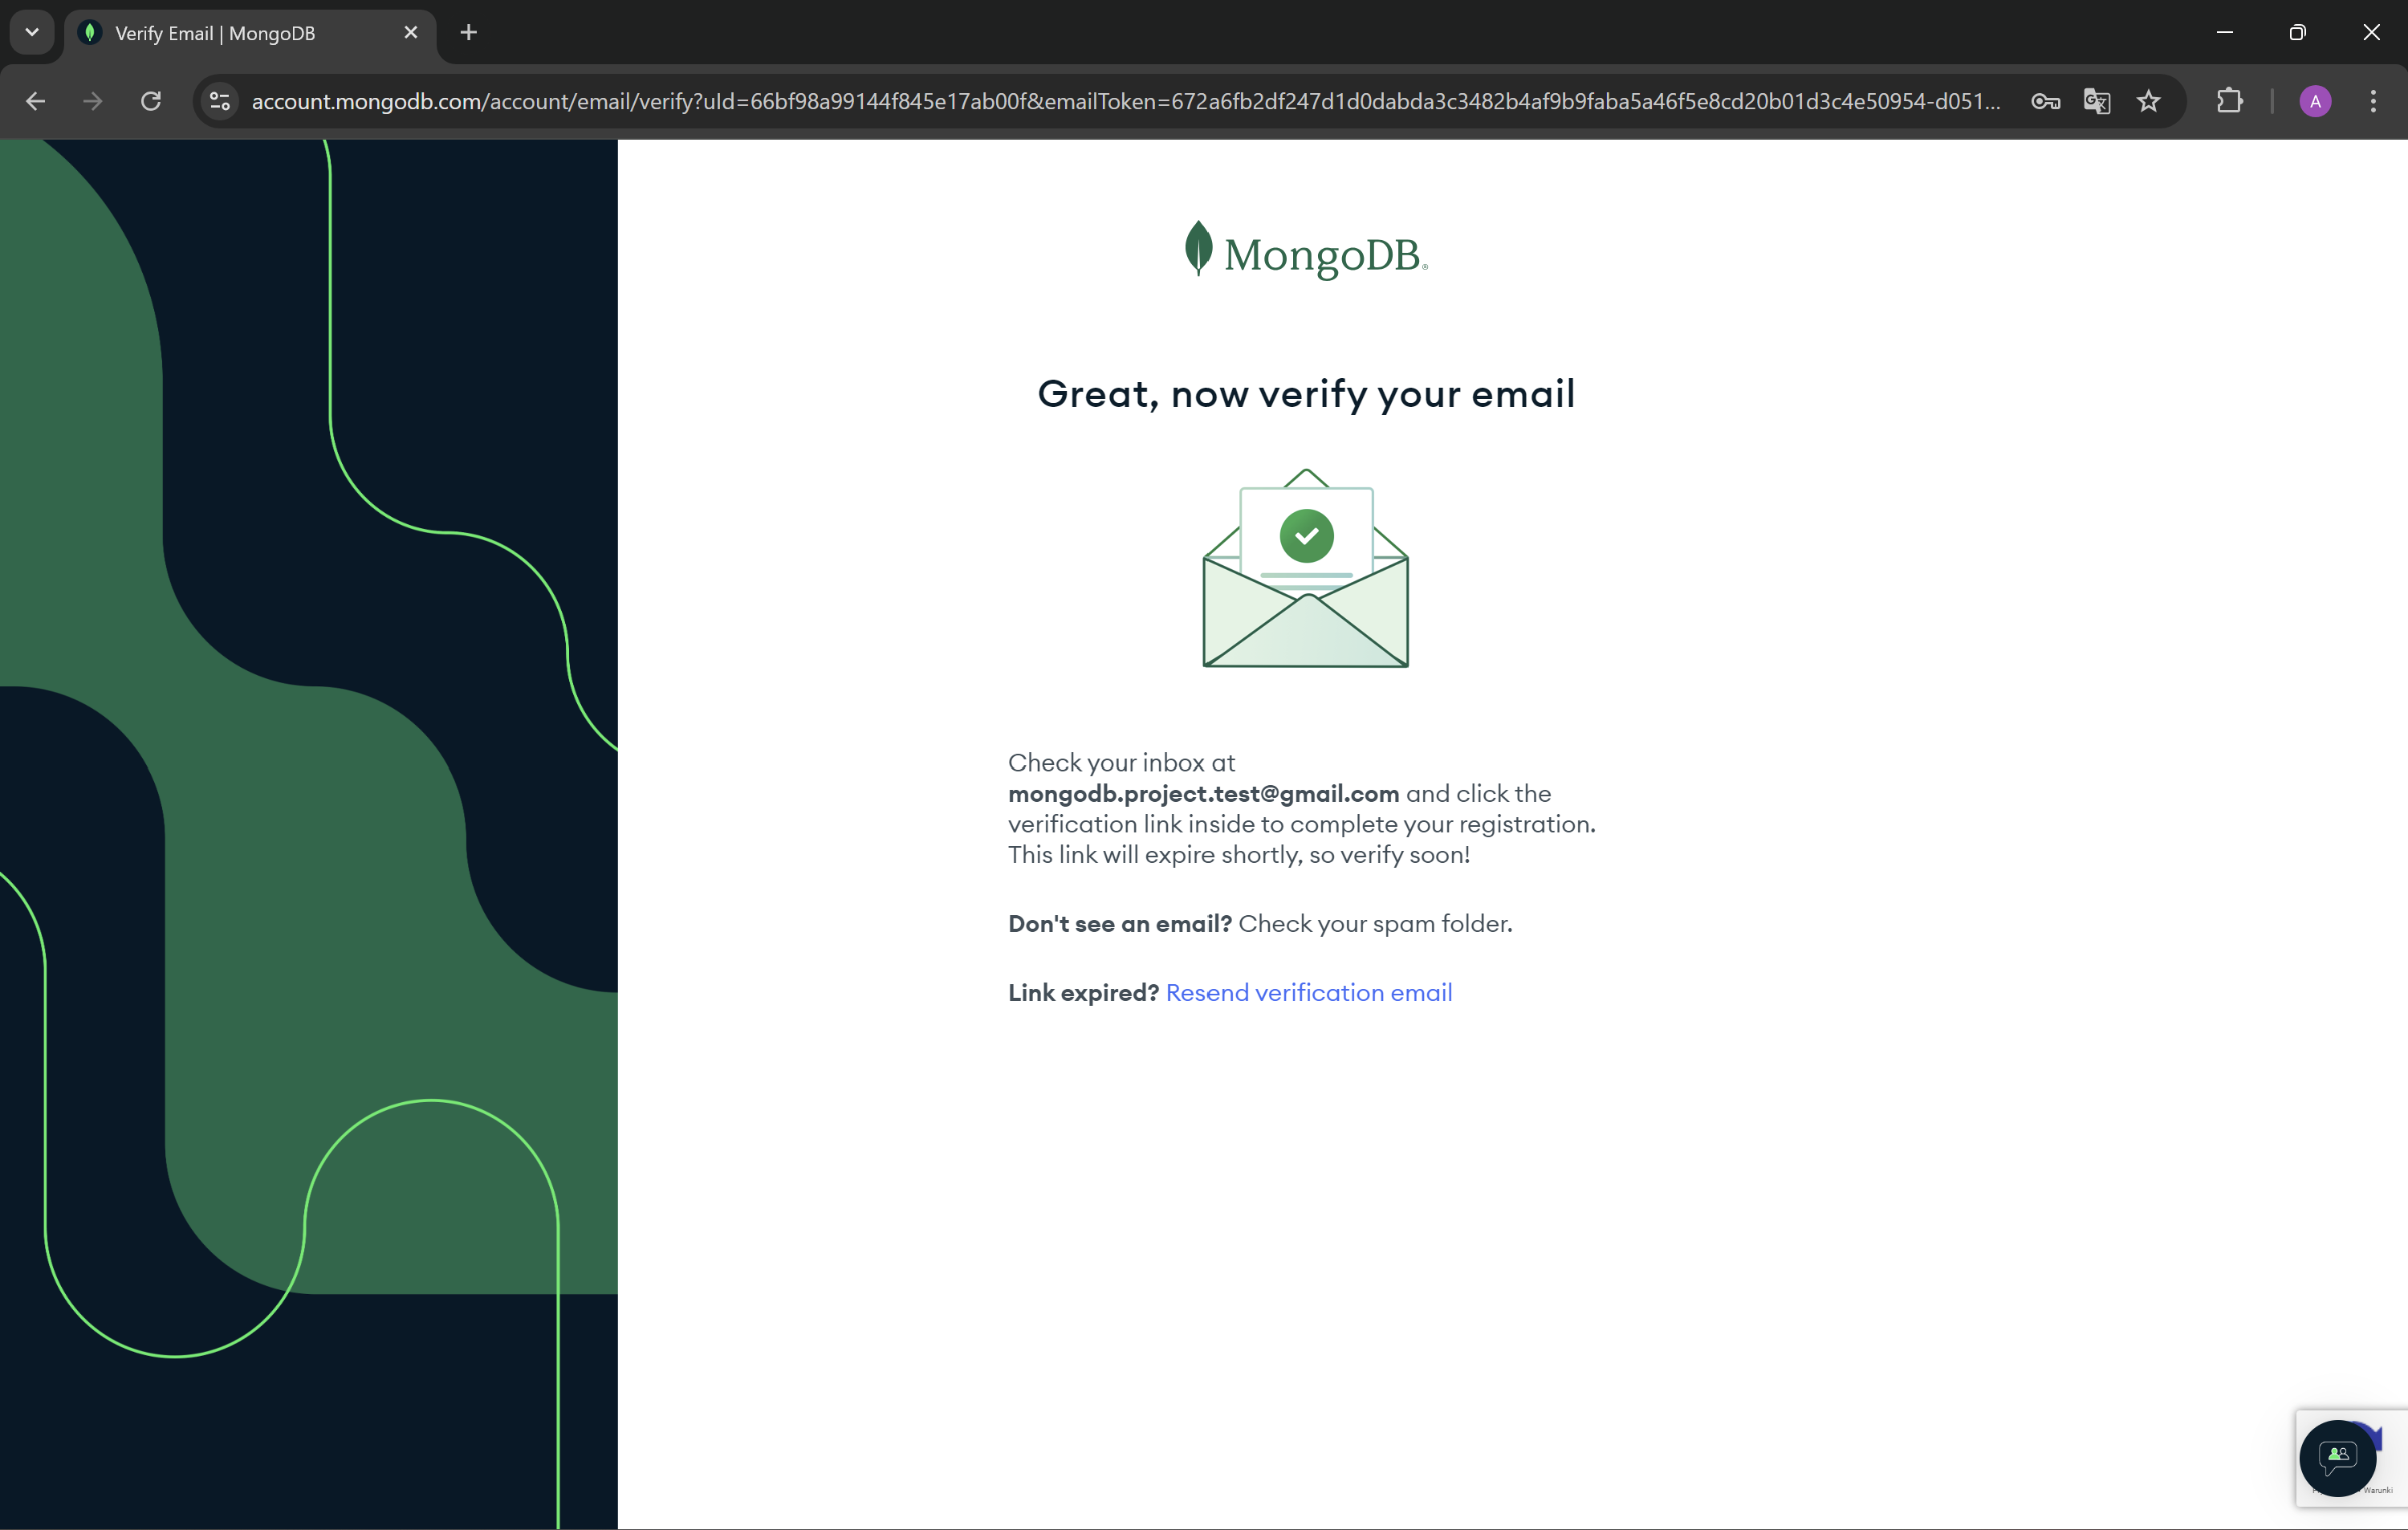 Verify Email | MongoDB
account.mongodb.com/account/email/verify?uId=66bf98a99144f845e17ab00f&emailToken=672a6fb2df247d1d0dabda3c3482b4af9b9faba5a46f5e8cd20b01d3c4e50954-d051...
A
MongoDB®
Great, now verify your email
Check your inbox at
mongodb.project.test@gmail.com and click the
verification link inside to complete your registration.
This link will expire shortly, so verify soon!
Don't see an email? Check your spam folder.
Link expired? Resend verification email
Warunki